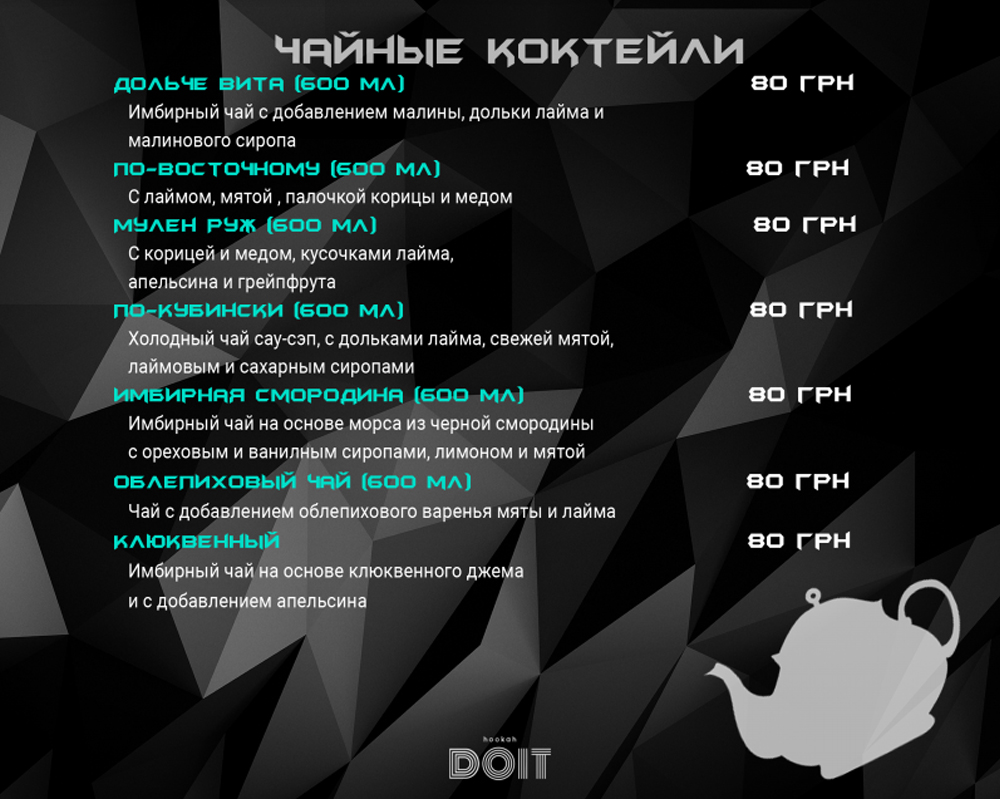 ЧАЙНЫЕ КОКТЕЙЛИ
ДОЛЬЧЕ ВИТА (600 МЛ) 80 ГРН
Имбирный чай с добавлением малины, дольки лайма и
малинового сиропа
ПО-ВОСТОЧНОМУ (600 МЛ) 80 ГРН
С лаймом, мятой , палочкой корицы и медом
МУЛЕН РУЖ (600 МЛ) 80 ГРН
С корицей и медом, кусочками лайма,
апельсина и грейпфрута
ПО-КУБИНСКИ (600 МЛ) 80 ГРН
Холодный чай сау-сэп, с дольками лайма, свежей мятой,
лаймовым и сахарным сиропами
ИМБИРНАЯ СМОРОДИНА (600 МЛ) 80 ГРН
Имбирный чай на основе морса из черной смородины
с ореховым и ванилным сиропами, лимоном и мятой
ОБЛЕПИХОВЫЙ ЧАЙ (600 МЛ) 80 ГРН
Чай с добавлением облепихового варенья мяты и лайма
КЛЮКВЕННЫЙ 80 ГРН
Имбирный чай на основе клюквенного джема
и с добавлением апельсина
hookah
DOIT